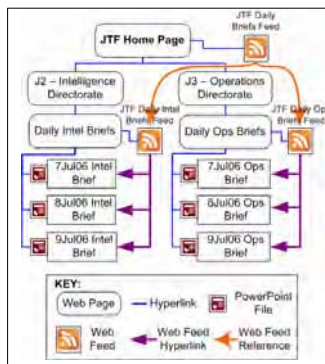 JTF Daily
Briefs Feed
JTF Home Page
J2 – Intelligence
Directorate
J3 – Operations
Directorate
JTF Daily Intel
Briefs Feed
JTF Daily Ops
Briefs Feed
Daily Intel Briefs
Daily Ops Briefs
7Jul06 Intel
Brief
7Jul06 Ops
Brief
8Jul06 Intel
Brief
8Jul06 Ops
Brief
9Jul06 Intel
Brief
9Jul06 Ops
Brief
KEY:
Web Page
Hyperlink
PowerPoint
File
Web
Feed
Web Feed
Hyperlink
Web Feed
Reference